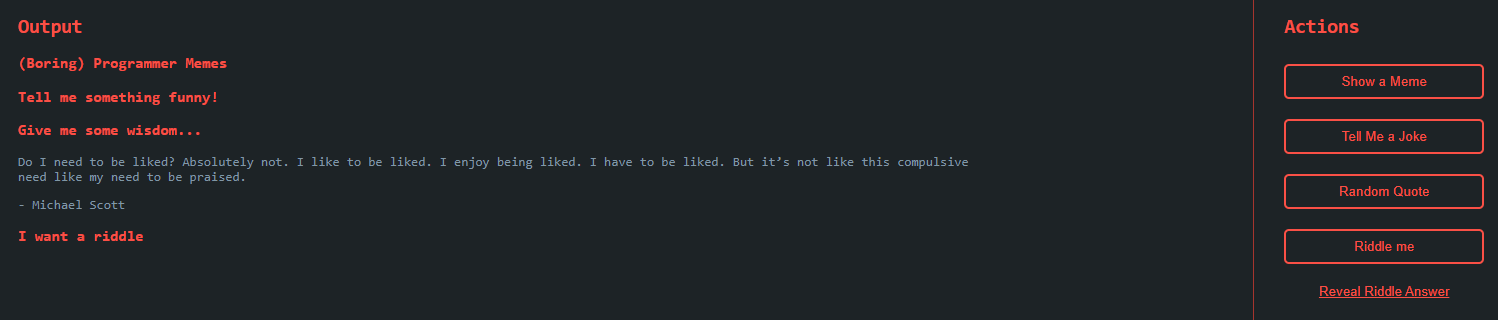 Output
(Boring) Programmer Memes
Tell me something funny!
Give me some wisdom...
Do I need to be liked? Absolutely not. I like to be liked. I enjoy being liked. I have to be liked. But it’s not like this compulsive
need like my need to be praised.
- Michael Scott
I want a riddle
Actions
Show a Meme
Tell Me a Joke
Random Quote
Riddle me
Reveal Riddle Answer